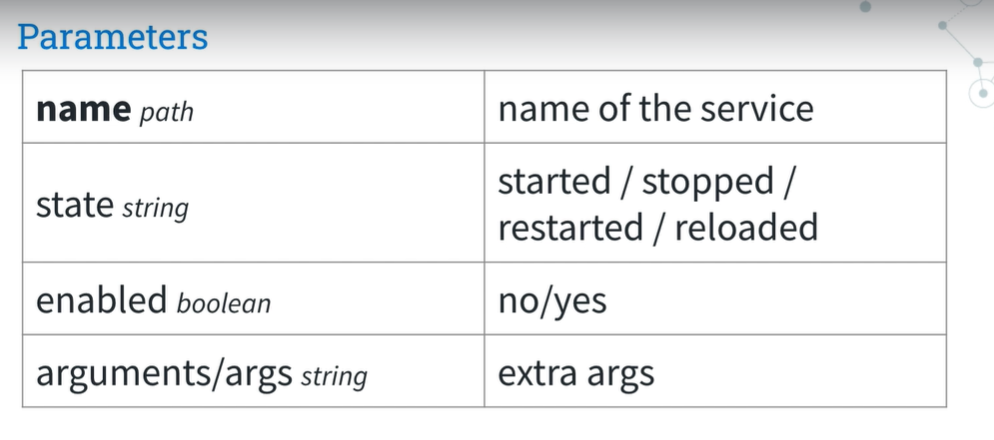 Parameters
name path
name of the service
state string
started / stopped /
restarted / reloaded
enabled boolean
no/yes
arguments/args string
extra args